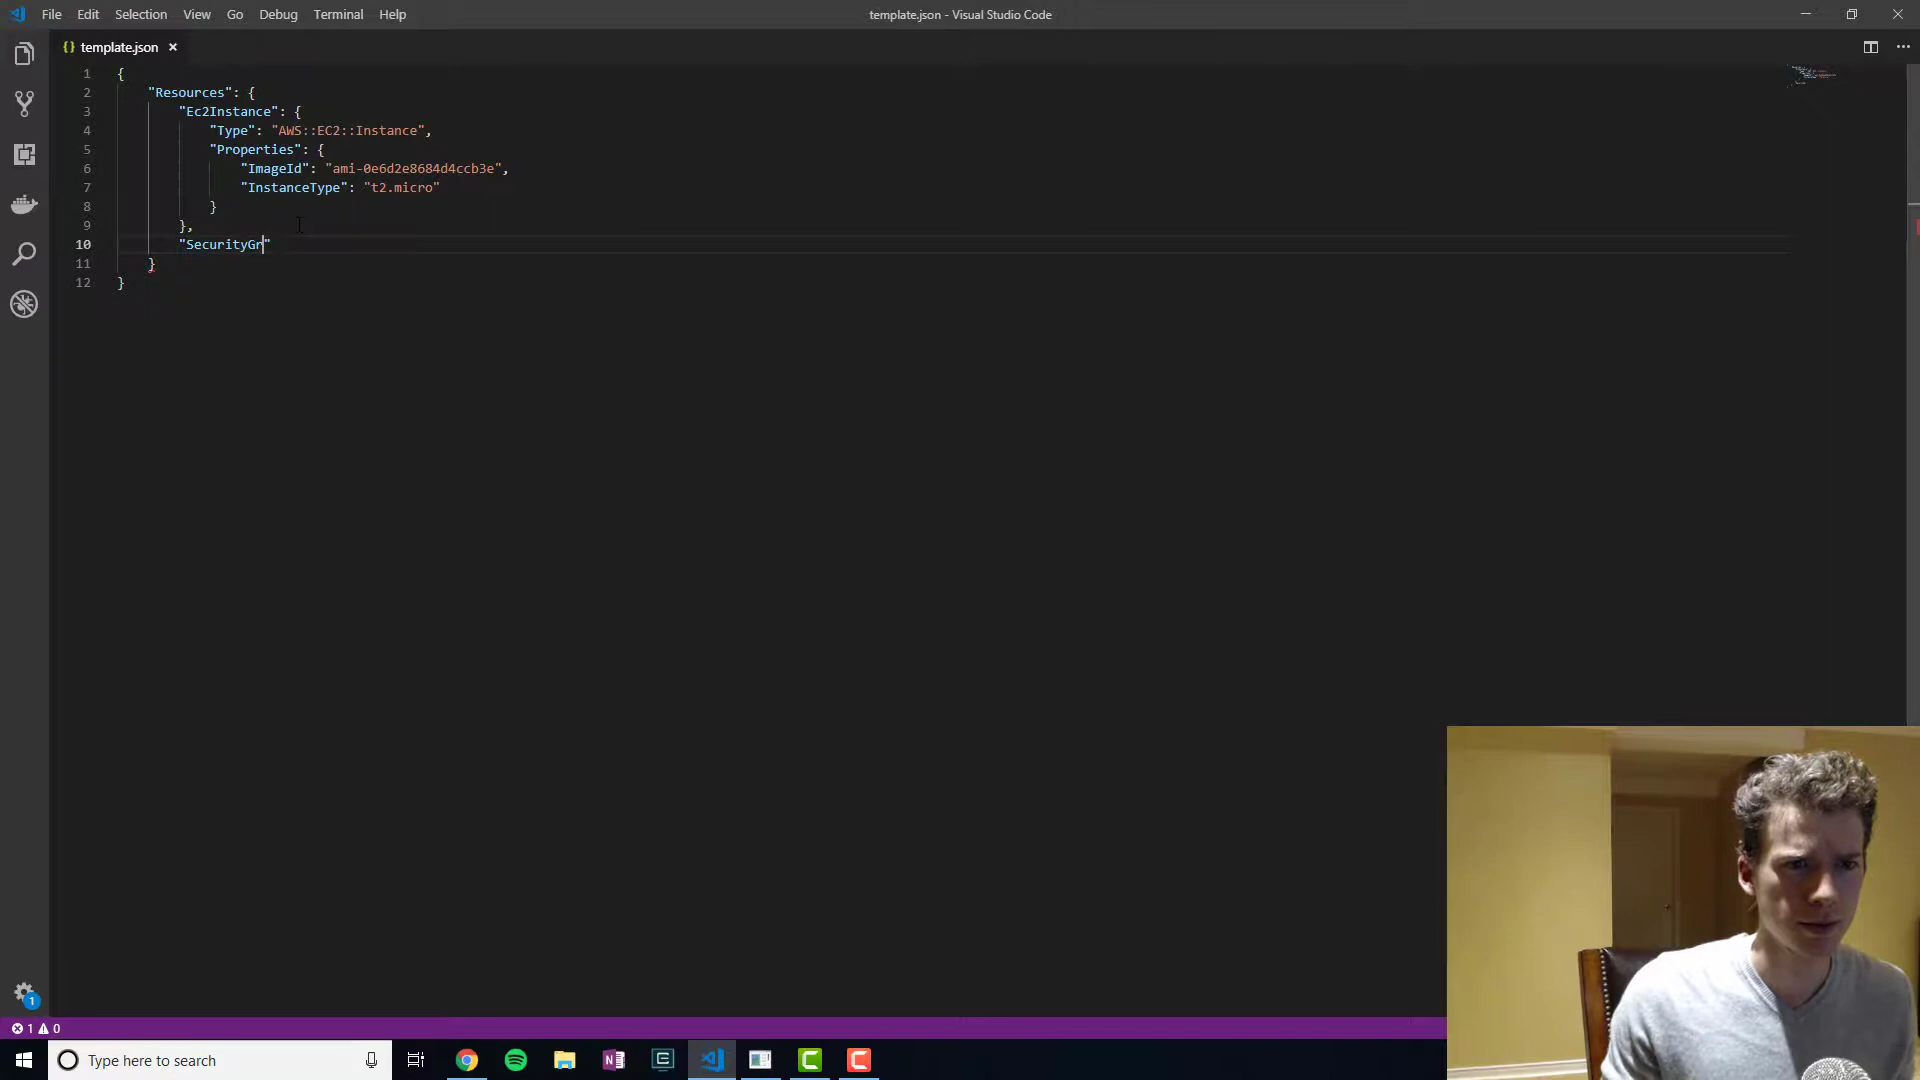 File Edit Selection View Go Debug Terminal Help
template.json - Visual Studio Code
{} template.json ×
1 {
2 "Resources": {
3 "Ec2Instance": {
4 "Type": "AWS::EC2::Instance",
5 "Properties": {
6 "ImageId": "ami-0e6d2e8684d4ccb3e",
7 "InstanceType": "t2.micro"
8 }
9 },
10 "SecurityGr"
11 }
12 }
1
1 0
Type here to search